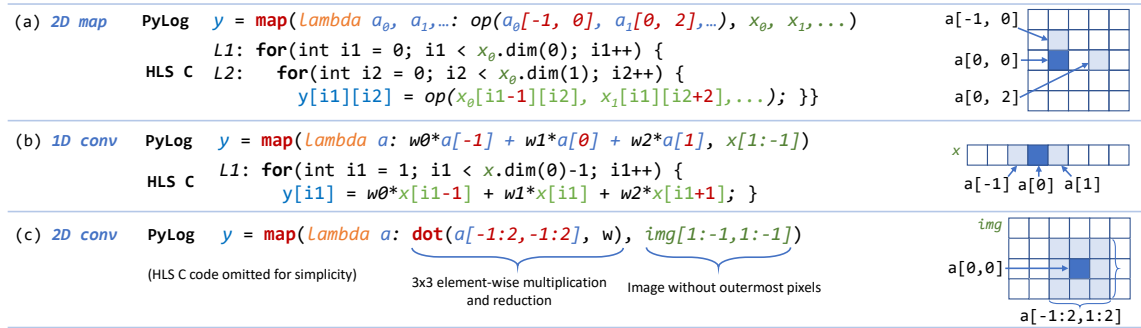 (a) 2D map PyLog y = map(lambda a₀, a₁,…: op(a₀[-1, 0], a₁[0, 2],…), x₀, x₁,...)
HLS C L1: for(int i1 = 0; i1 < x₀.dim(0); i1++) {
L2: for(int i2 = 0; i2 < x₀.dim(1); i2++) {
y[i1][i2] = op(x₀[i1-1][i2], x₁[i1][i2+2],...); }}
a[-1, 0]
a[0, 0]
a[0, 2]
(b) 1D conv PyLog y = map(lambda a: w0*a[-1] + w1*a[0] + w2*a[1], x[1:-1])
HLS C L1: for(int i1 = 1; i1 < x.dim(0)-1; i1++) {
y[i1] = w0*x[i1-1] + w1*x[i1] + w2*x[i1+1]; }
x
a[-1] a[0] a[1]
(c) 2D conv PyLog y = map(lambda a: dot(a[-1:2,-1:2], w), img[1:-1,1:-1])
(HLS C code omitted for simplicity)
3x3 element-wise multiplication
and reduction
Image without outermost pixels
img
a[0,0]
a[-1:2,1:2]